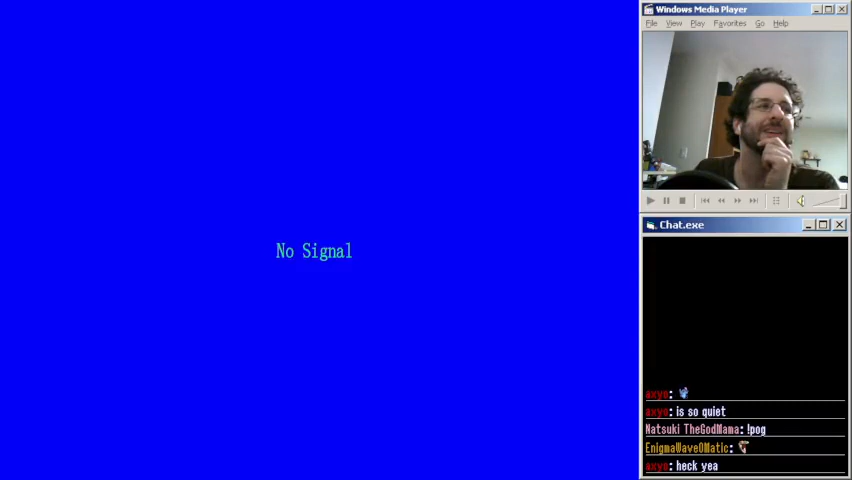 No Signal
Windows Media Player
File View Play Favorites Go Help
Chat.exe
axyo:
axyo: is so quiet
Natsuki TheGodMama: !pog
EnigmaWaveOMatic:
axyo: heck yea